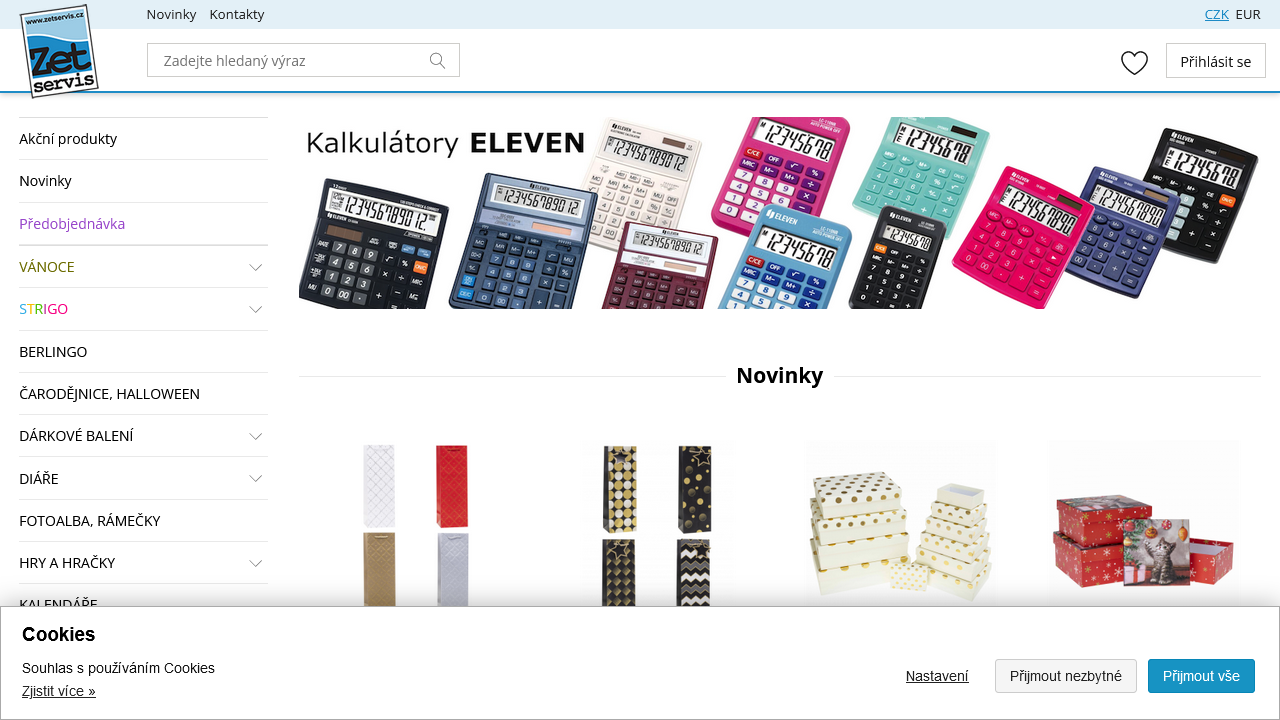 Novinky Kontakty
CZK EUR
www.zetservis.cz
Zet
servis
Zadejte hledaný výraz
Přihlásit se
Akční produkty
Novinky
Předobjednávka
VÁNOCE
STRIGO
BERLINGO
ČARODĚJNICE, HALLOWEEN
DÁRKOVÉ BALENÍ
DIÁŘE
FOTOALBA, RÁMEČKY
HRY A HRAČKY
KALENDÁŘE
Kalkulátory ELEVEN
Novinky
Cookies
Souhlas s používáním Cookies
Zjistit více »
Nastavení
Přijmout nezbytné
Přijmout vše